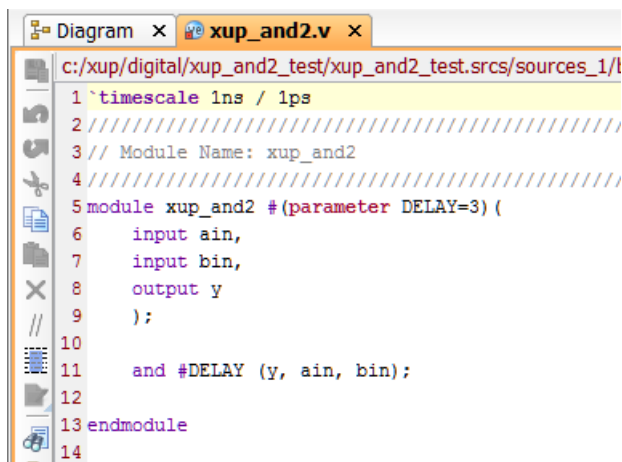 Diagram × xup_and2.v ×
c:/xup/digital/xup_and2_test/xup_and2_test.srcs/sources_1/
1 `timescale 1ns / 1ps
2 ////////////////////////////////////////////////
3 // Module Name: xup_and2
4 ////////////////////////////////////////////////
5 module xup_and2 #(parameter DELAY=3)(
6     input ain,
7     input bin,
8     output y
9     );
10
11     and #DELAY (y, ain, bin);
12
13 endmodule
14